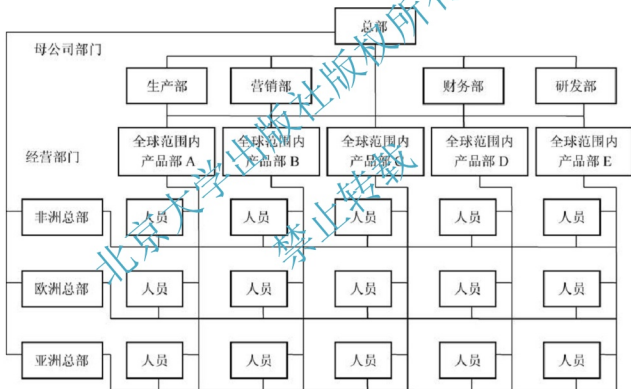 总部
母公司部门
生产部
营销部
财务部
研发部
经营部门
全球范围内
产品部 A
全球范围内
产品部 B
全球范围内
产品部 C
全球范围内
产品部 D
全球范围内
产品部 E
非洲总部
人员
人员
人员
人员
人员
欧洲总部
人员
人员
人员
人员
人员
亚洲总部
人员
人员
人员
人员
人员
北京大学出版社版权所有
禁止转载